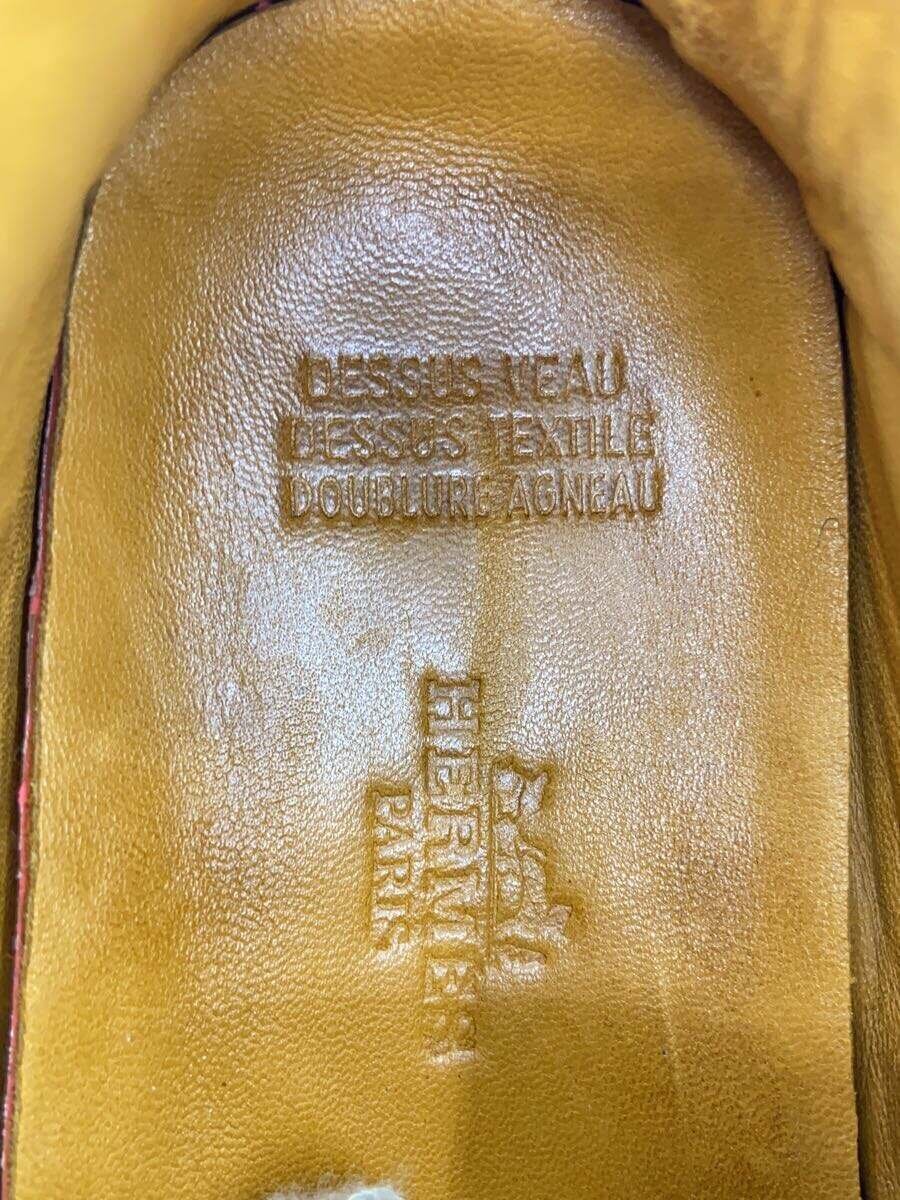 DESSUS VEAU
DESSUS TEXTILE
DOUBLURE AGNEAU
HERMES
PARIS